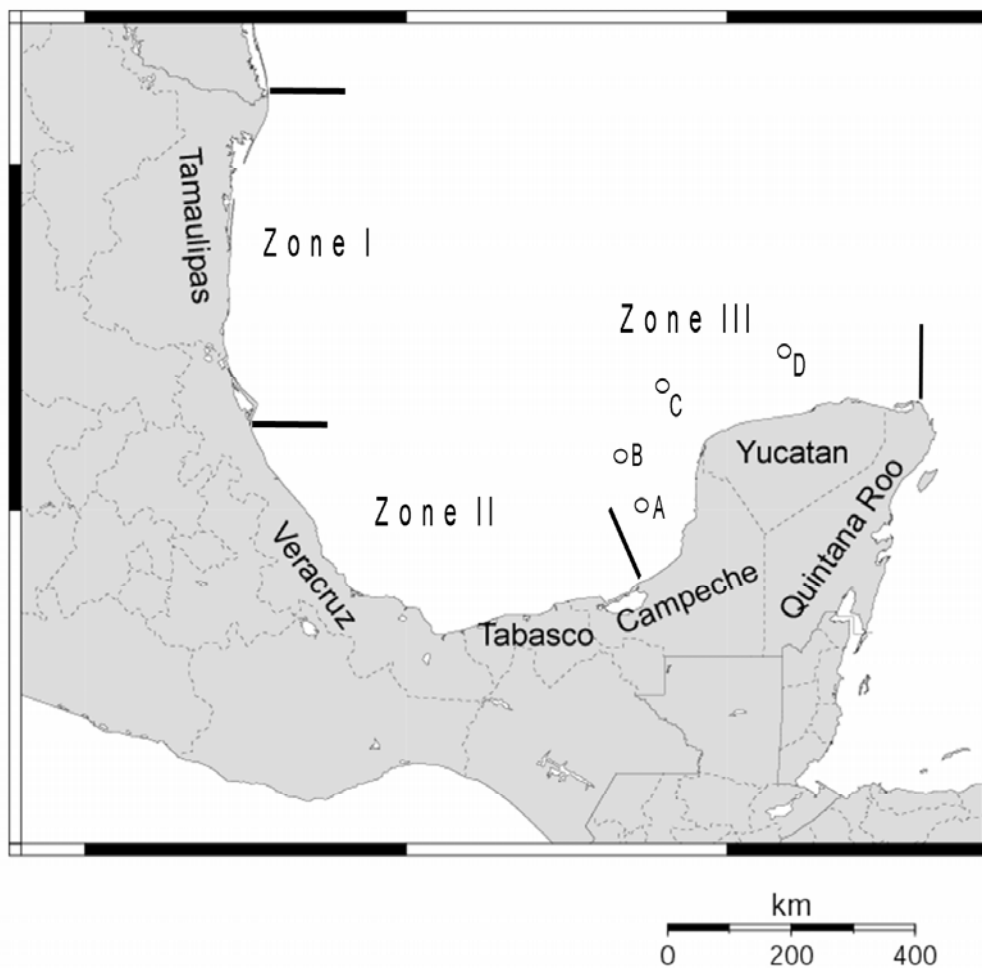 Tamaulipas
Zone I
Zone III
D
C
B
Yucatan
A
Zone II
Quintana Roo
Veracruz
Campeche
Tabasco
km
0 200 400